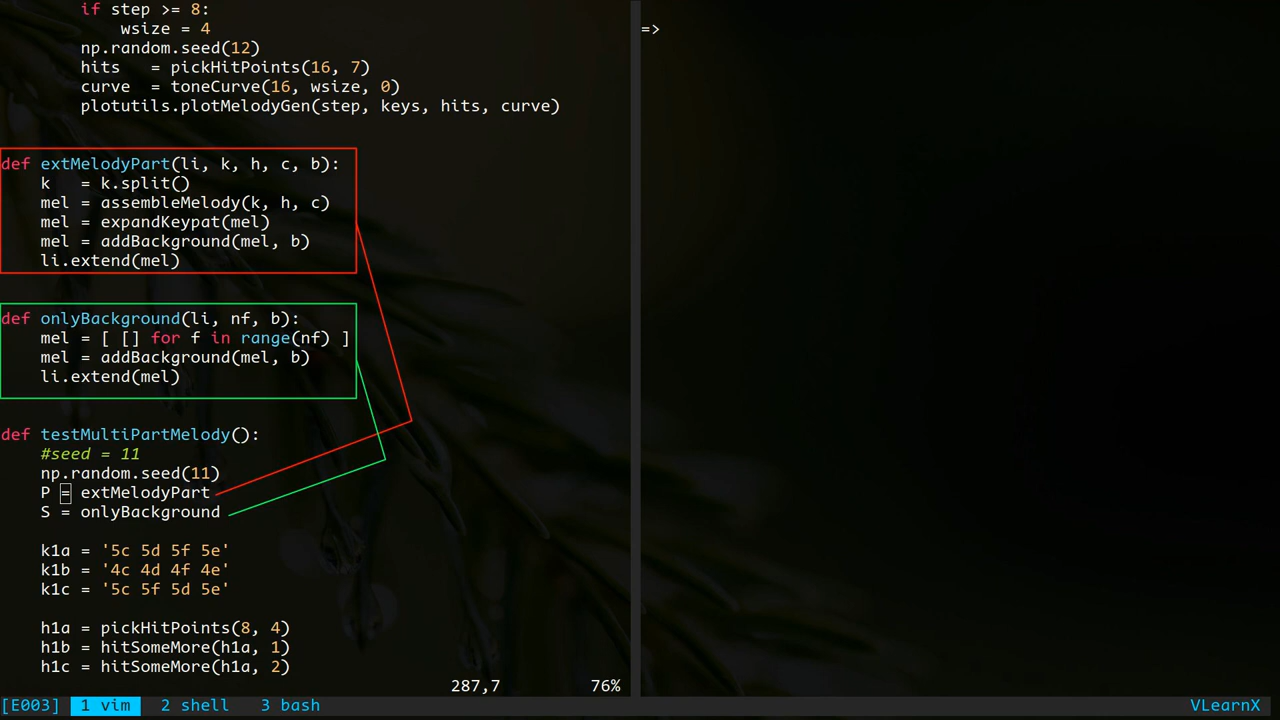 if step >= 8:
            wsize = 4
        np.random.seed(12)
        hits   = pickHitPoints(16, 7)
        curve  = toneCurve(16, wsize, 0)
        plotutils.plotMelodyGen(step, keys, hits, curve)
def extMelodyPart(li, k, h, c, b):
    k   = k.split()
    mel = assembleMelody(k, h, c)
    mel = expandKeypat(mel)
    mel = addBackground(mel, b)
    li.extend(mel)
def onlyBackground(li, nf, b):
    mel = [ [] for f in range(nf) ]
    mel = addBackground(mel, b)
    li.extend(mel)
def testMultiPartMelody():
    #seed = 11
    np.random.seed(11)
    P = extMelodyPart
    S = onlyBackground
    k1a = '5c 5d 5f 5e'
    k1b = '4c 4d 4f 4e'
    k1c = '5c 5f 5d 5e'
    h1a = pickHitPoints(8, 4)
    h1b = hitSomeMore(h1a, 1)
    h1c = hitSomeMore(h1a, 2)
287,7 76%
=>
[E003] 1 vim 2 shell 3 bash VLearnX